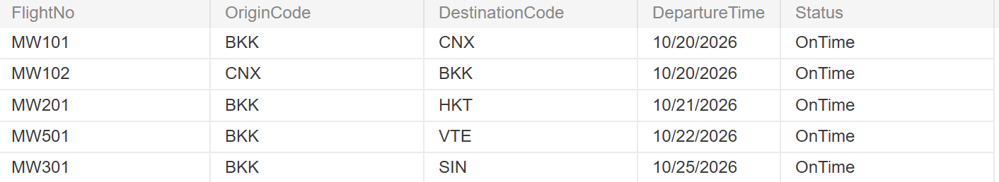 FlightNo OriginCode DestinationCode DepartureTime Status
MW101 BKK CNX 10/20/2026 OnTime
MW102 CNX BKK 10/20/2026 OnTime
MW201 BKK HKT 10/21/2026 OnTime
MW501 BKK VTE 10/22/2026 OnTime
MW301 BKK SIN 10/25/2026 OnTime